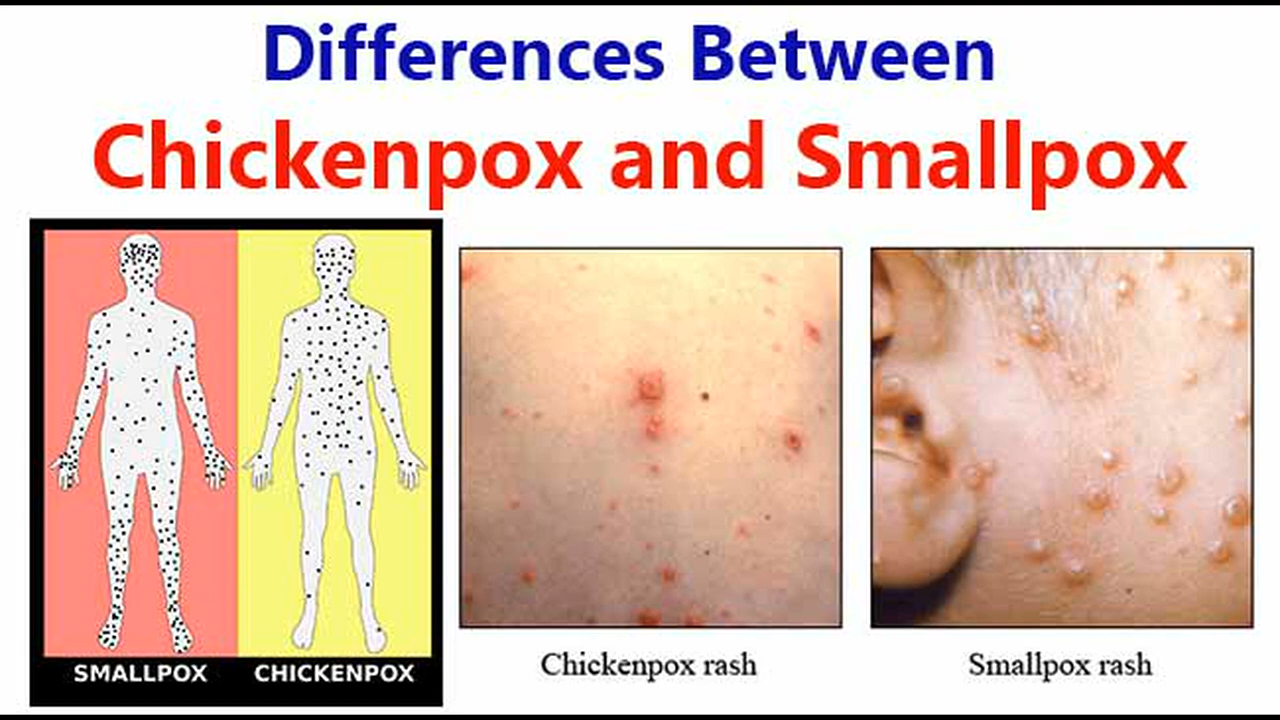 Differences Between
Chickenpox and Smallpox
SMALLPOX CHICKENPOX
Chickenpox rash
Smallpox rash